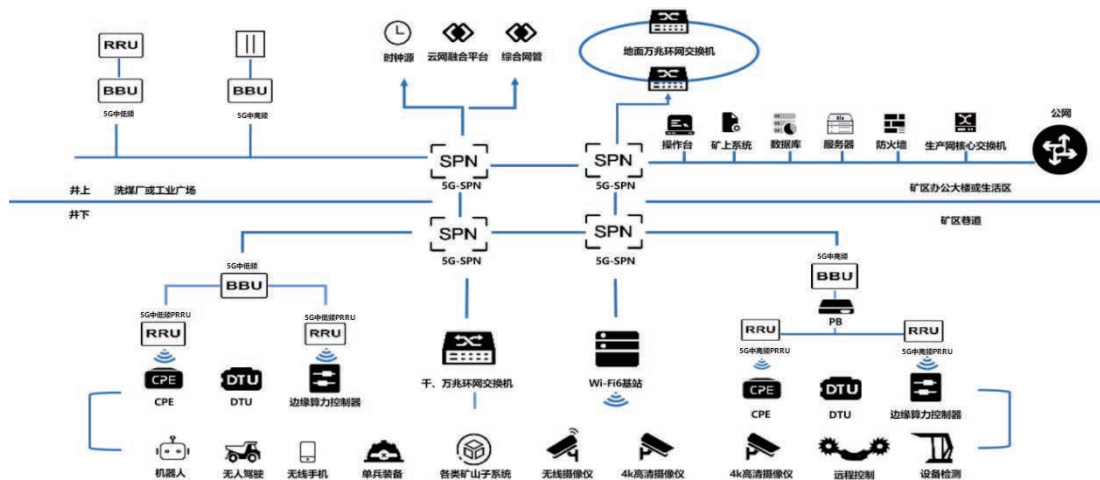 RRU
BBU
5G中低频
BBU
5G中高频
时钟源
云网融合平台
综合网管
地面万兆环网交换机
操作台
矿上系统
数据库
服务器
防火墙
生产网核心交换机
公网
SPN
5G-SPN
SPN
5G-SPN
井上
洗煤厂或工业广场
矿区办公大楼或生活区
井下
矿区巷道
SPN
5G-SPN
SPN
5G-SPN
5G中低频
BBU
5G中低频PRRU
RRU
5G中低频PRRU
RRU
CPE
CPE
DTU
DTU
边缘算力控制器
千、万兆环网交换机
Wi-Fi6基站
5G中高频
BBU
PB
RRU
5G中高频PRRU
RRU
5G中高频PRRU
CPE
CPE
DTU
DTU
边缘算力控制器
机器人
无人驾驶
无线手机
单兵装备
各类矿山子系统
无线摄像仪
4k高清摄像仪
4k高清摄像仪
远程控制
设备检测